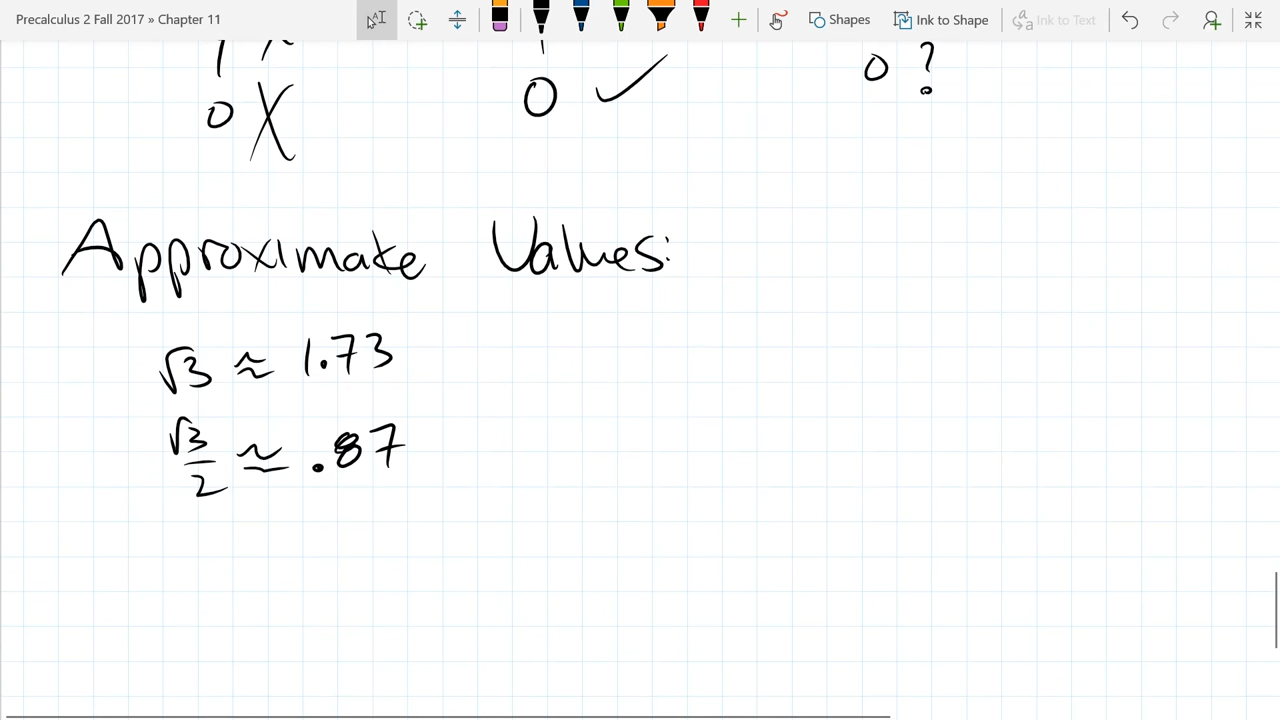 Precalculus 2 Fall 2017 » Chapter 11
Shapes
Ink to Shape
Ink to Text
0 X
0 ✓
0 ?
Approximate Values:
√3 ≈ 1.73
√3/2 ≈ .87